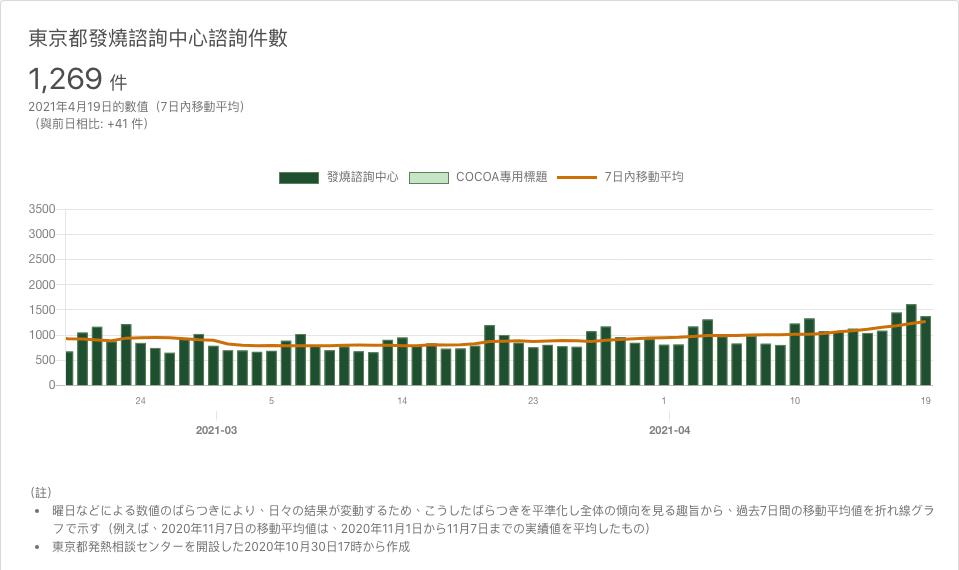 東京都發燒諮詢中心諮詢件數
1,269 件
2021年4月19日的數值（7日內移動平均）
（與前日相比: +41 件）
發燒諮詢中心 COCOA專用標題 7日內移動平均
3500
3000
2500
2000
1500
1000
500
0
24 5 14 23 1 10 19
2021-03 2021-04
（註）
• 曜日などによる数値のばらつきにより、日々の結果が変動するため、こうしたばらつきを平準化し全体の傾向を見る趣旨から、過去7日間の移動平均値を折れ線グラ
フで示す（例えば、2020年11月7日の移動平均値は、2020年11月1日から11月7日までの実績値を平均したもの）
• 東京都発熱相談センターを開設した2020年10月30日17時から作成